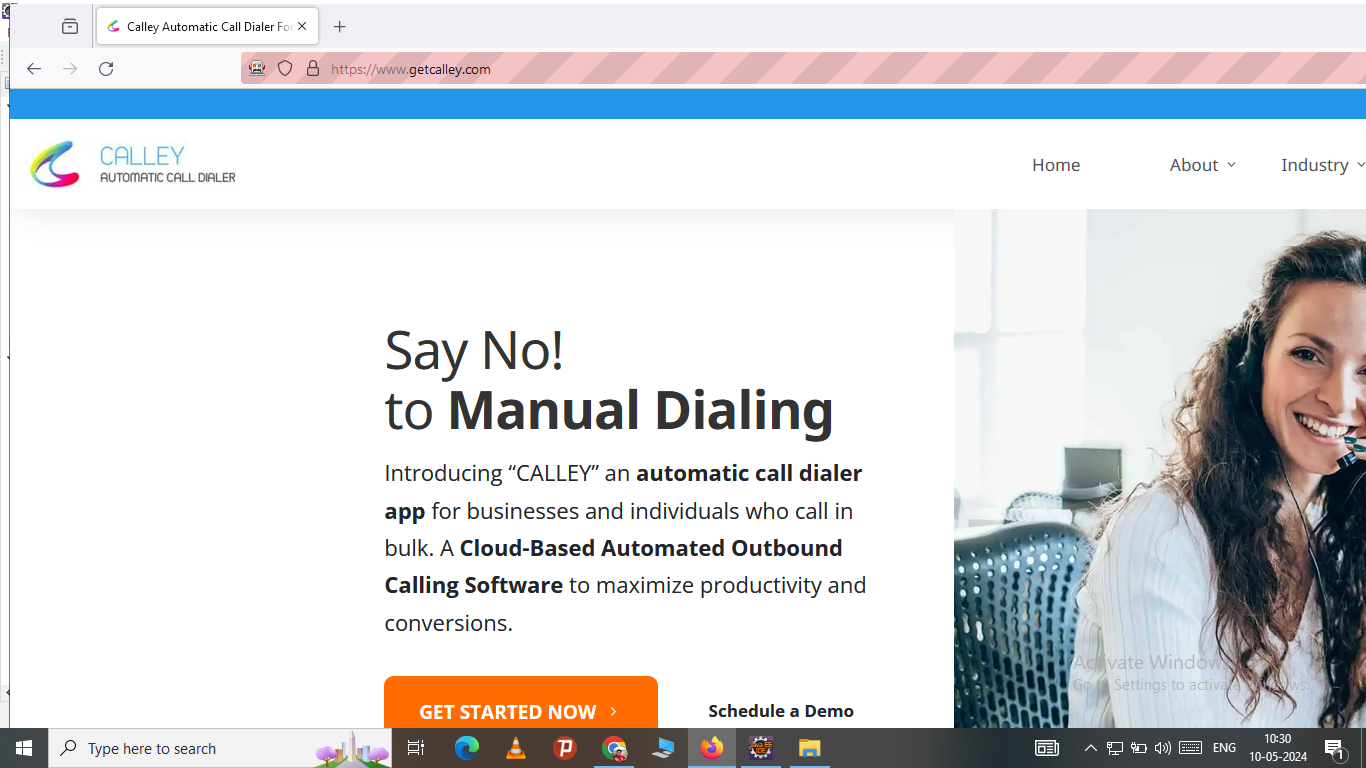 Calley Automatic Call Dialer For
https://www.getcalley.com
CALLEY
AUTOMATIC CALL DIALER
Home
About
Industry
Say No!
to Manual Dialing
Introducing “CALLEY” an automatic call dialer
app for businesses and individuals who call in
bulk. A Cloud-Based Automated Outbound
Calling Software to maximize productivity and
conversions.
GET STARTED NOW
Schedule a Demo
Activate Windows
Go to Settings to activate Windows.
Type here to search
ENG
10:30
10-05-2024
1